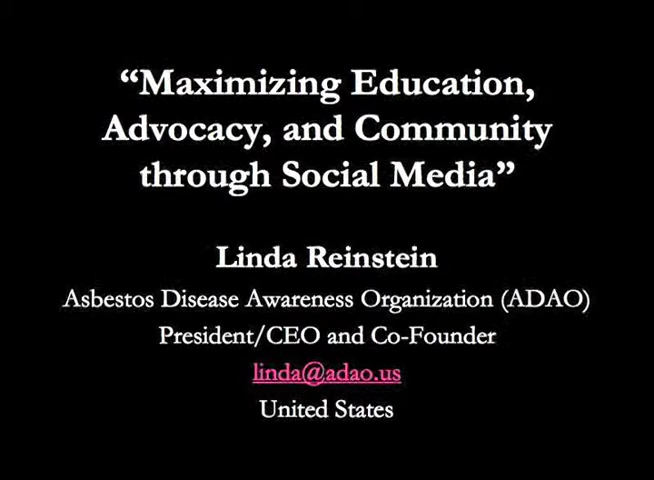 “Maximizing Education,
Advocacy, and Community
through Social Media”
Linda Reinstein
Asbestos Disease Awareness Organization (ADAO)
President/CEO and Co-Founder
linda@adao.us
United States